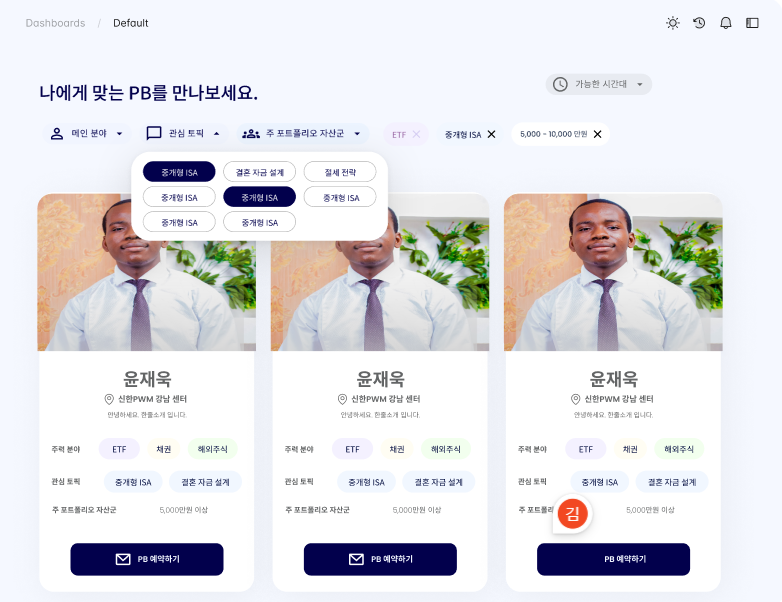 Dashboards / Default
나에게 맞는 PB를 만나보세요.
가능한 시간대
메인 분야 관심 토픽 주 포트폴리오 자산군 ETF 중개형 ISA 5,000 - 10,000 만원
중개형 ISA 결혼 자금 설계 절세 전략
중개형 ISA 중개형 ISA 중개형 ISA
중개형 ISA 중개형 ISA
윤재욱 윤재욱 윤재욱
신한PWM 강남 센터 신한PWM 강남 센터 신한PWM 강남 센터
안녕하세요. 한줄소개 입니다. 안녕하세요. 한줄소개 입니다. 안녕하세요. 한줄소개 입니다.
주력 분야 ETF 채권 해외주식 주력 분야 ETF 채권 해외주식 주력 분야 ETF 채권 해외주식
관심 토픽 중개형 ISA 결혼 자금 설계 관심 토픽 중개형 ISA 결혼 자금 설계 관심 토픽 중개형 ISA 결혼 자금 설계
주 포트폴리오 자산군 5,000만원 이상 주 포트폴리오 자산군 5,000만원 이상 주 포트폴리 5,000만원 이상
김
PB 예약하기 PB 예약하기 PB 예약하기